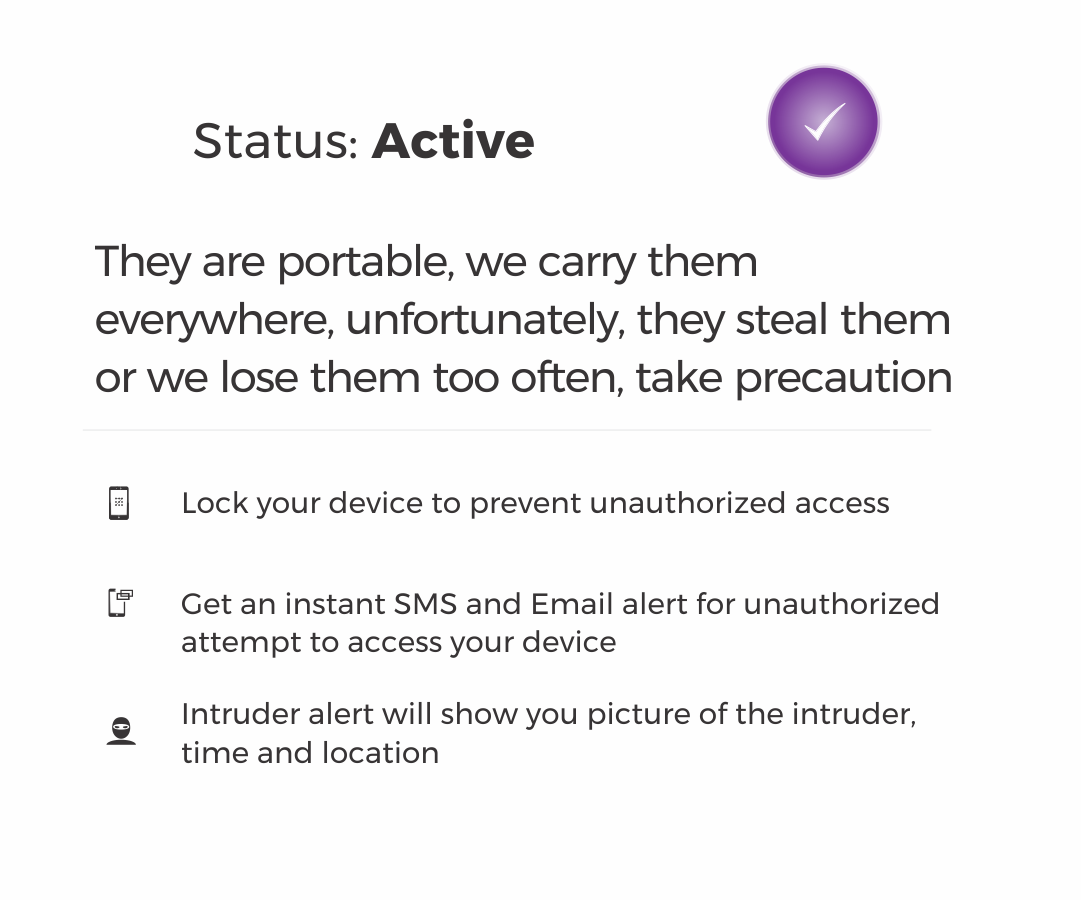 Status: Active
They are portable, we carry them
everywhere, unfortunately, they steal them
or we lose them too often, take precaution
Lock your device to prevent unauthorized access
Get an instant SMS and Email alert for unauthorized
attempt to access your device
Intruder alert will show you picture of the intruder,
time and location